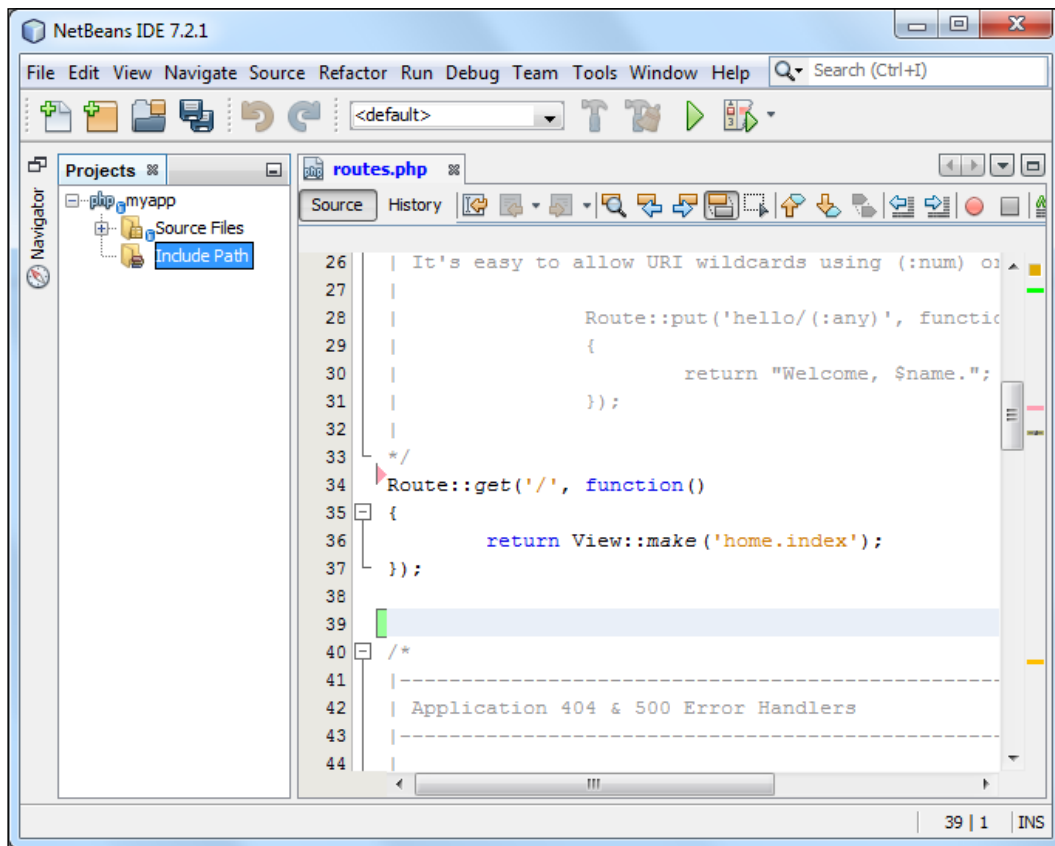 NetBeans IDE 7.2.1
File Edit View Navigate Source Refactor Run Debug Team Tools Window Help Search (Ctrl+I)
<default>
Navigator
Projects
myapp
Source Files
Include Path
routes.php
Source History
26 | It's easy to allow URI wildcards using (:num) or
27 |
28 | Route::put('hello/(:any)', functio
29 | {
30 | return "Welcome, $name.";
31 | });
32 |
33 */
34 Route::get('/', function()
35 {
36 return View::make('home.index');
37 });
38
39
40 /*
41 |-------------------------------------------------
42 | Application 404 & 500 Error Handlers
43 |-------------------------------------------------
44 |
39 | 1 INS